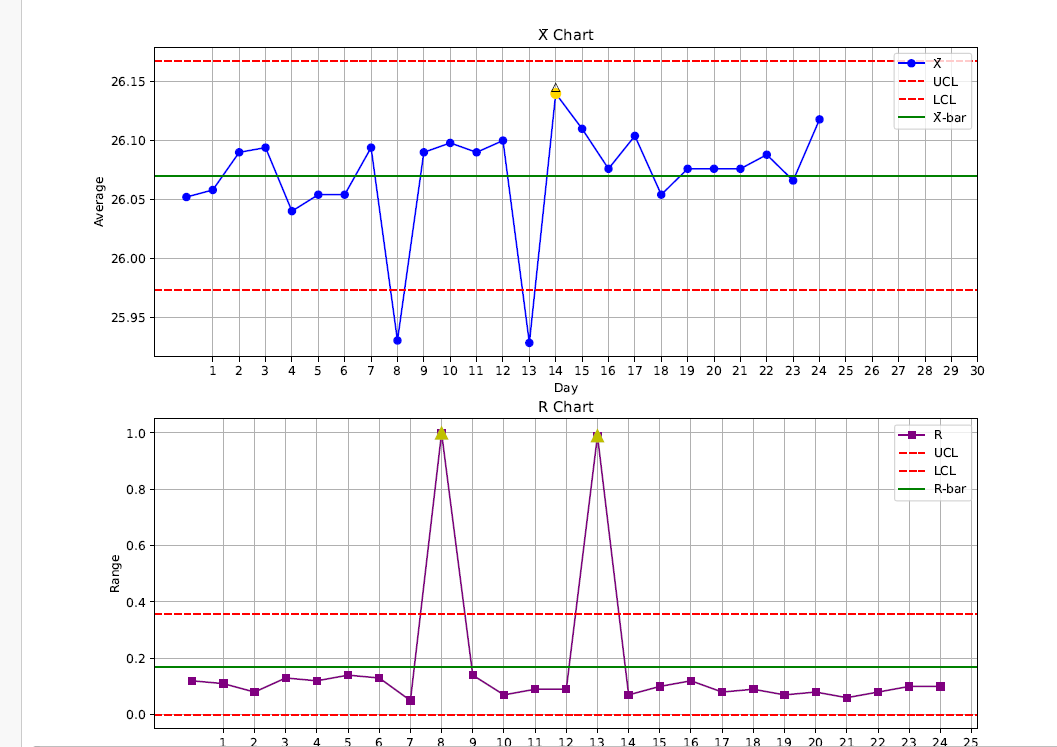 X̄ Chart
26.15
26.10
26.05
26.00
25.95
Average
X̄
UCL
LCL
X̄-bar
1 2 3 4 5 6 7 8 9 10 11 12 13 14 15 16 17 18 19 20 21 22 23 24 25 26 27 28 29 30
Day
R Chart
1.0
0.8
0.6
0.4
0.2
0.0
Range
R
UCL
LCL
R-bar
1 2 3 4 5 6 7 8 9 10 11 12 13 14 15 16 17 18 19 20 21 22 23 24 25